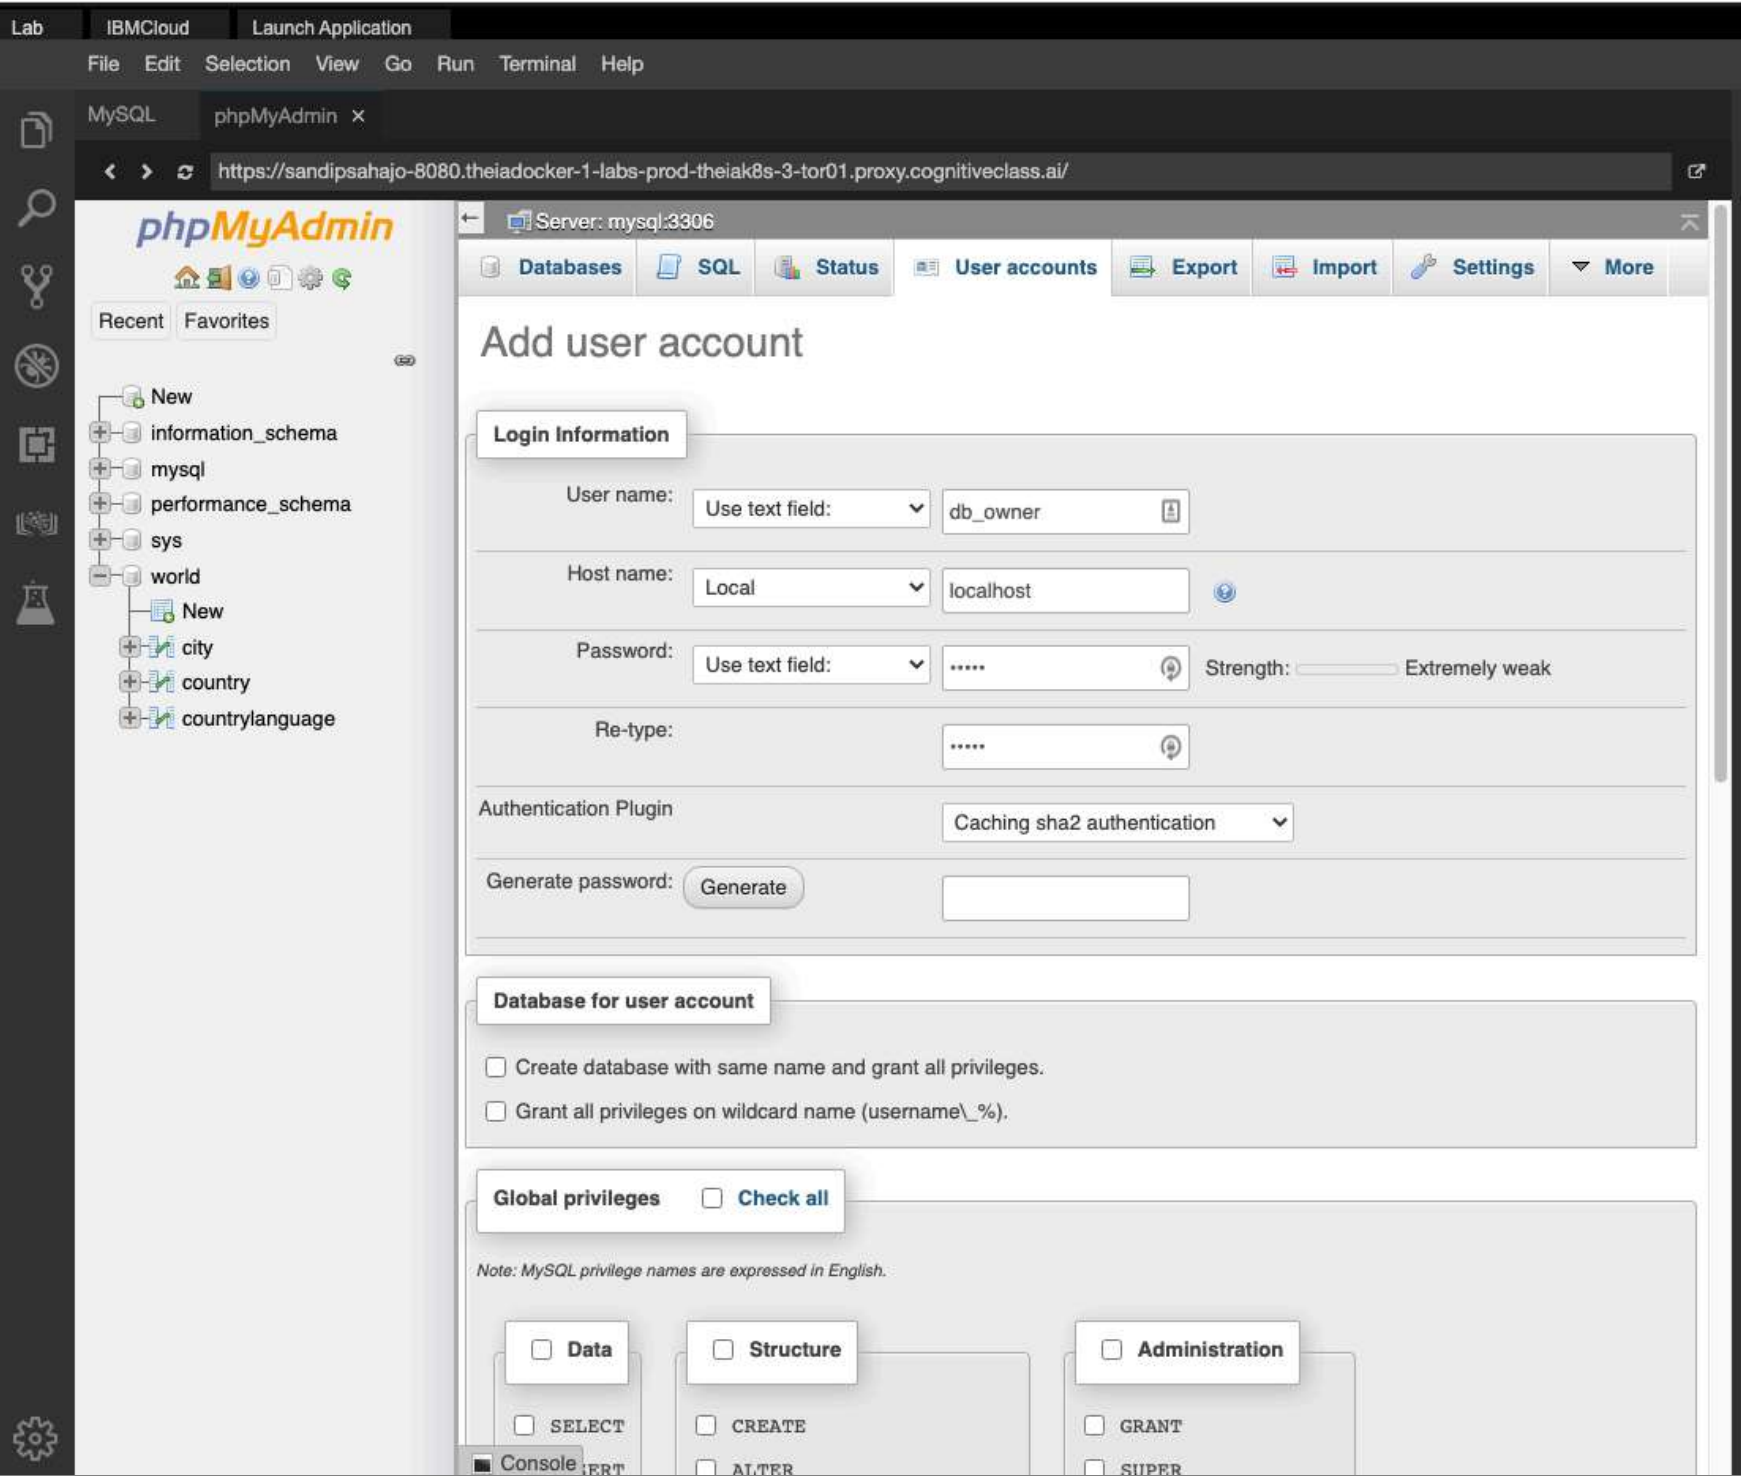 Lab IBMCloud Launch Application
File Edit Selection View Go Run Terminal Help
MySQL phpMyAdmin ×
https://sandipsahajo-8080.theiadocker-1-labs-prod-theiak8s-3-tor01.proxy.cognitiveclass.ai/
phpMyAdmin
Recent Favorites
New
information_schema
mysql
performance_schema
sys
world
New
city
country
countrylanguage
Server: mysql:3306
Databases SQL Status User accounts Export Import Settings More
Add user account
Login Information
User name: Use text field: db_owner
Host name: Local localhost
Password: Use text field: ••••• Strength: Extremely weak
Re-type: •••••
Authentication Plugin Caching sha2 authentication
Generate password: Generate
Database for user account
Create database with same name and grant all privileges.
Grant all privileges on wildcard name (username\_%).
Global privileges Check all
Note: MySQL privilege names are expressed in English.
Data Structure Administration
SELECT CREATE GRANT
Console ALTER SUPER